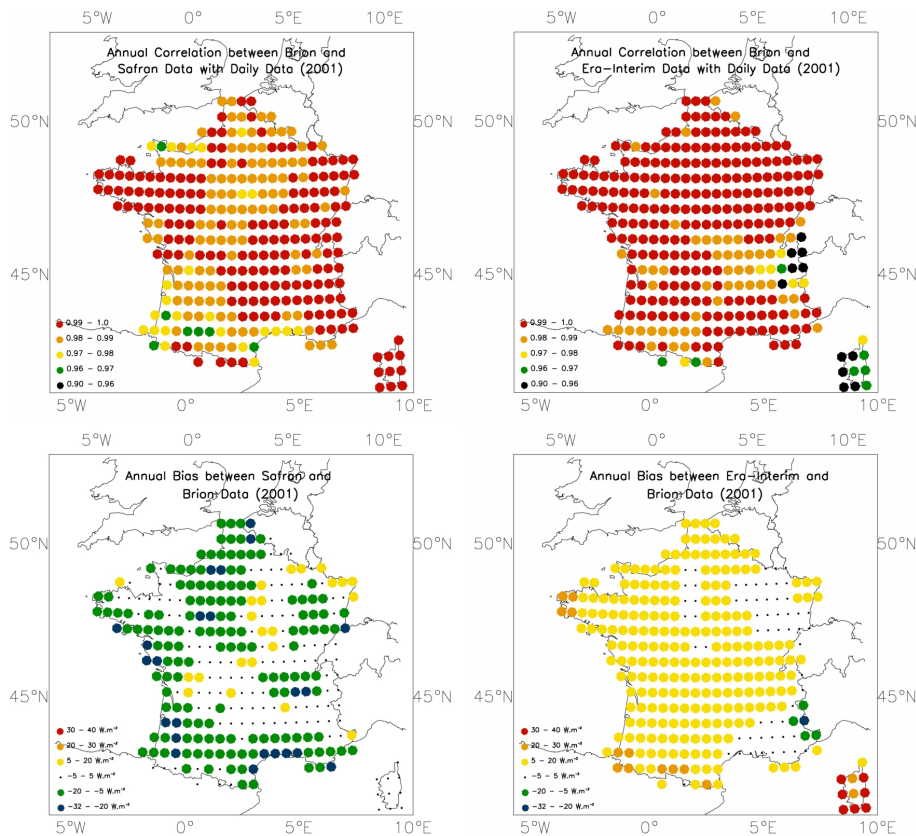 5°W 0° 5°E 10°E
Annual Correlation between Brion and
Safran Data with Daily Data (2001)
50°N
45°N
0.99 - 1.0
0.98 - 0.99
0.97 - 0.98
0.96 - 0.97
0.90 - 0.96
5°W 0° 5°E 10°E
5°W 0° 5°E 10°E
Annual Correlation between Brion and
Era-Interim Data with Daily Data (2001)
50°N
45°N
0.99 - 1.0
0.98 - 0.99
0.97 - 0.98
0.96 - 0.97
0.90 - 0.96
5°W 0° 5°E 10°E
5°W 0° 5°E 10°E
Annual Bias between Safran and
Brion Data (2001)
50°N
45°N
30 - 40 W.m⁻²
20 - 30 W.m⁻²
5 - 20 W.m⁻²
-5 - 5 W.m⁻²
-20 - -5 W.m⁻²
-32 - -20 W.m⁻²
5°W 0° 5°E 10°E
5°W 0° 5°E 10°E
Annual Bias between Era-Interim and
Brion Data (2001)
50°N
45°N
30 - 40 W.m⁻²
20 - 30 W.m⁻²
5 - 20 W.m⁻²
-5 - 5 W.m⁻²
-20 - -5 W.m⁻²
-32 - -20 W.m⁻²
5°W 0° 5°E 10°E
50°N
45°N